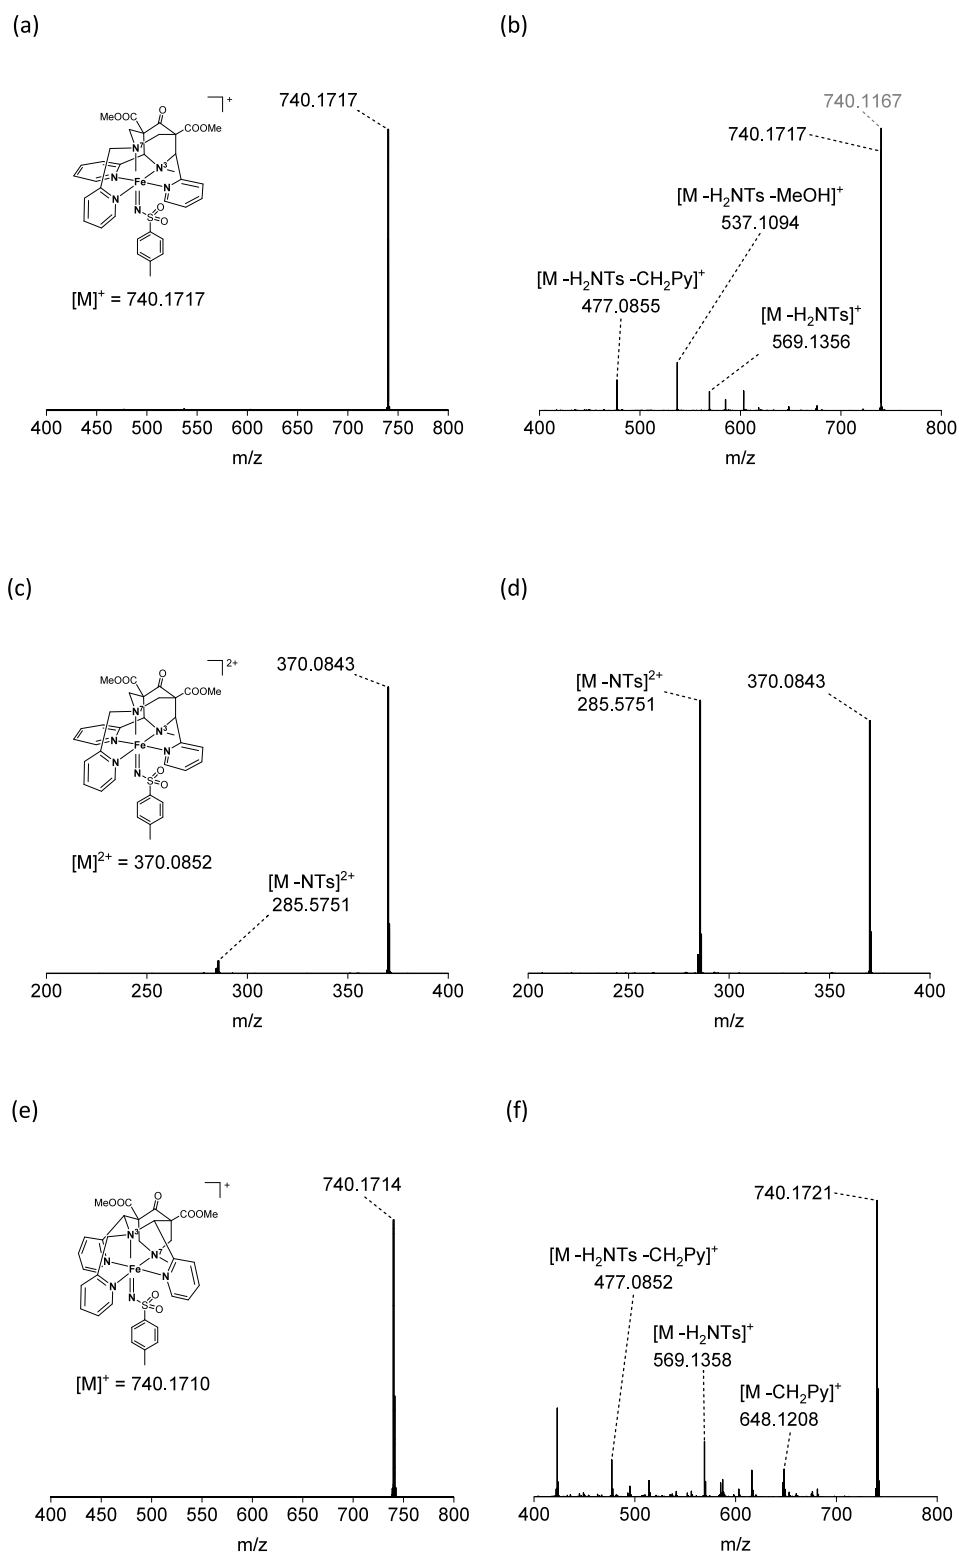 (a)
]+
MeOOC
O
COOMe
N7
N3
N
Fe
N
N
N
O
S
O
[M]+ = 740.1717
740.1717
400 450 500 550 600 650 700 750 800
m/z
(b)
740.1167
740.1717
[M -H2NTs -MeOH]+
537.1094
[M -H2NTs -CH2Py]+
477.0855
[M -H2NTs]+
569.1356
400 500 600 700 800
m/z
(c)
]2+
MeOOC
O
COOMe
N7
N3
N
Fe
N
N
N
O
S
O
[M]2+ = 370.0852
370.0843
[M -NTs]2+
285.5751
200 250 300 350 400
m/z
(d)
[M -NTs]2+
285.5751
370.0843
200 250 300 350 400
m/z
(e)
]+
MeOOC
O
COOMe
N3
N7
N
Fe
N
N
N
O
S
O
[M]+ = 740.1710
740.1714
400 450 500 550 600 650 700 750 800
m/z
(f)
740.1721
[M -H2NTs -CH2Py]+
477.0852
[M -H2NTs]+
569.1358
[M -CH2Py]+
648.1208
400 500 600 700 800
m/z